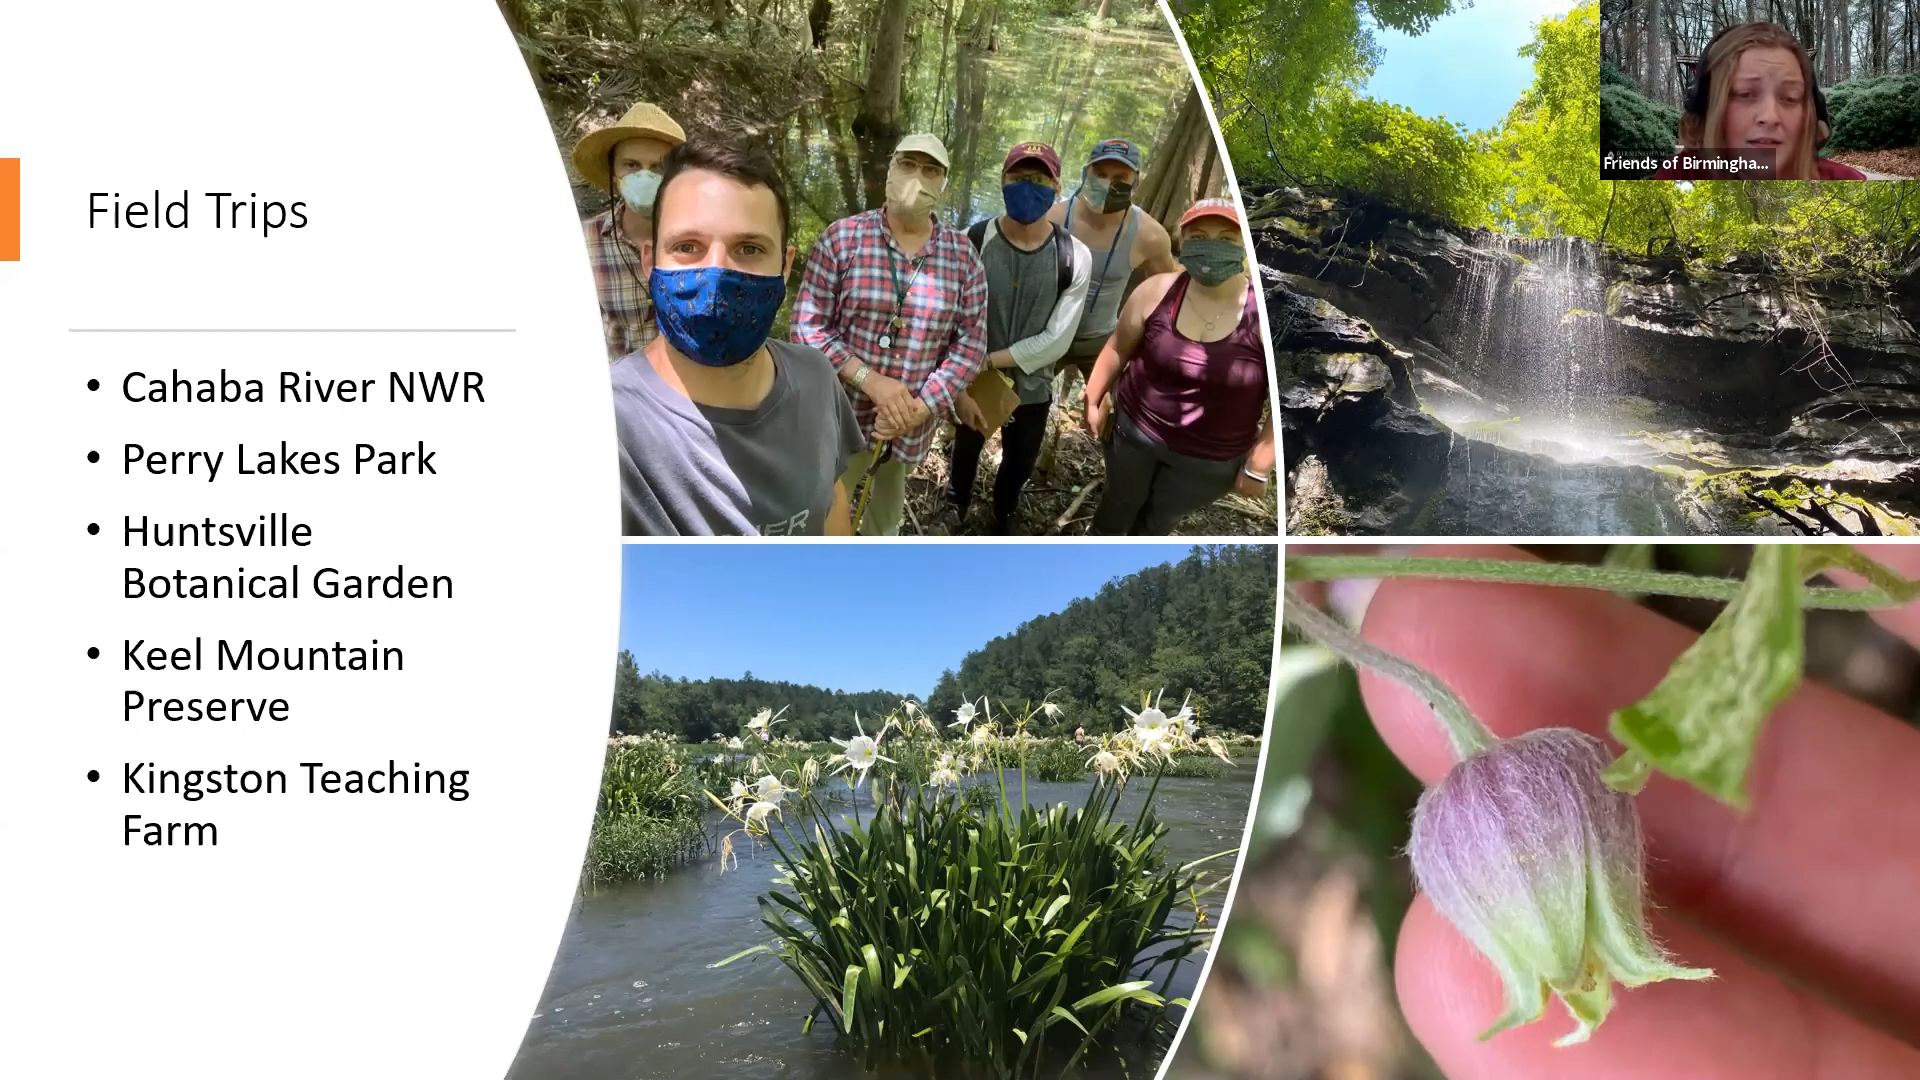 Field Trips
• Cahaba River NWR
• Perry Lakes Park
• Huntsville
Botanical Garden
• Keel Mountain
Preserve
• Kingston Teaching
Farm
Friends of Birmingha...